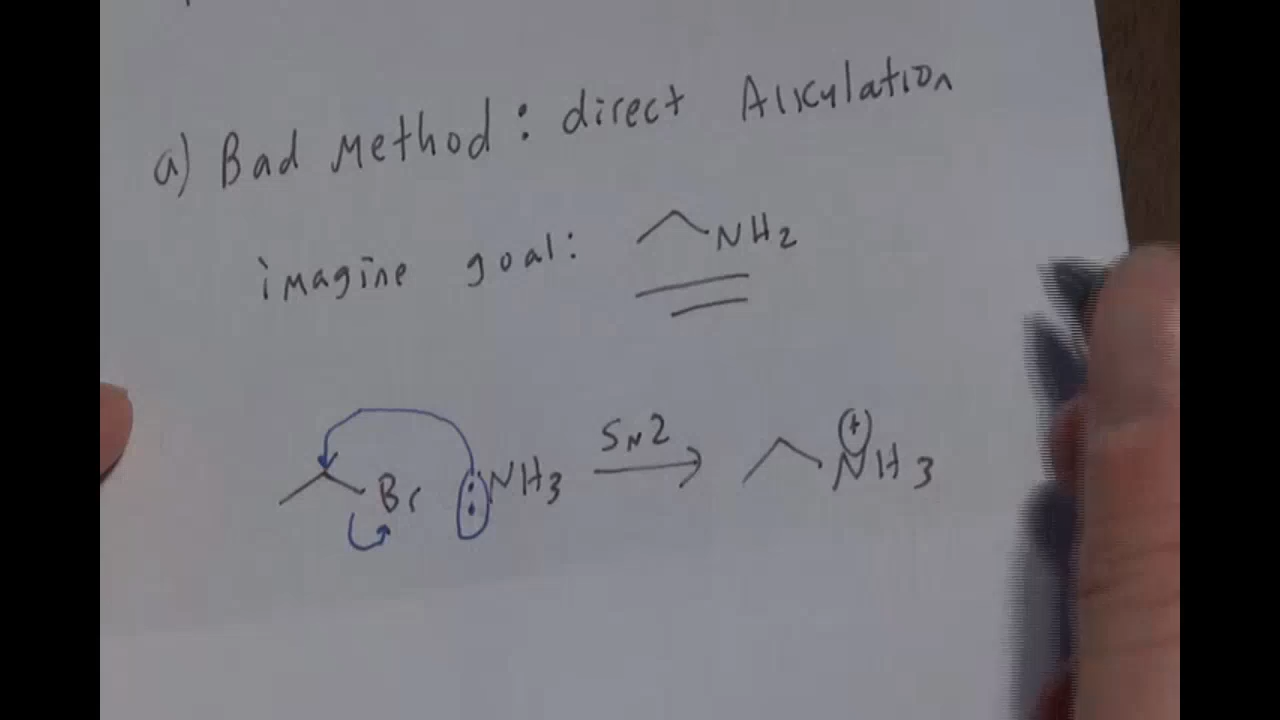 a) Bad Method: direct Alkylation
imagine goal: NH2
Br :NH3 SN2 → + NH3